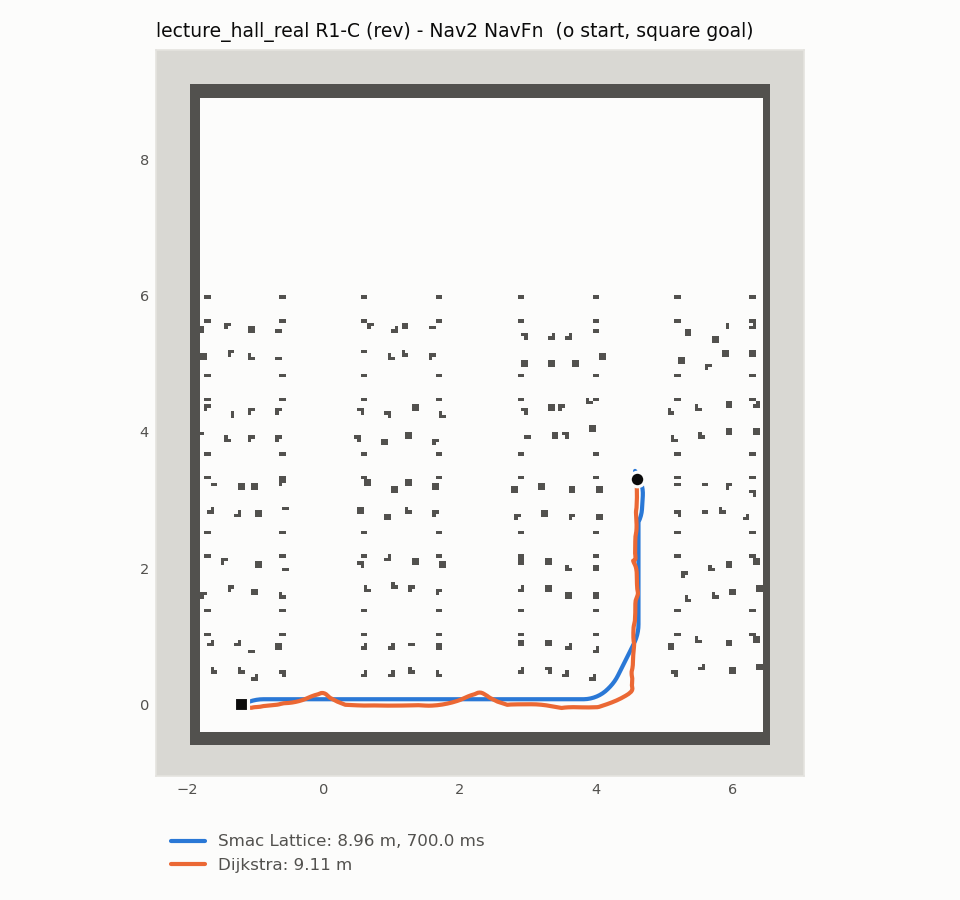 lecture_hall_real R1-C (rev) - Nav2 NavFn  (o start, square goal)
8
6
4
2
0
−2 0 2 4 6
Smac Lattice: 8.96 m, 700.0 ms
Dijkstra: 9.11 m